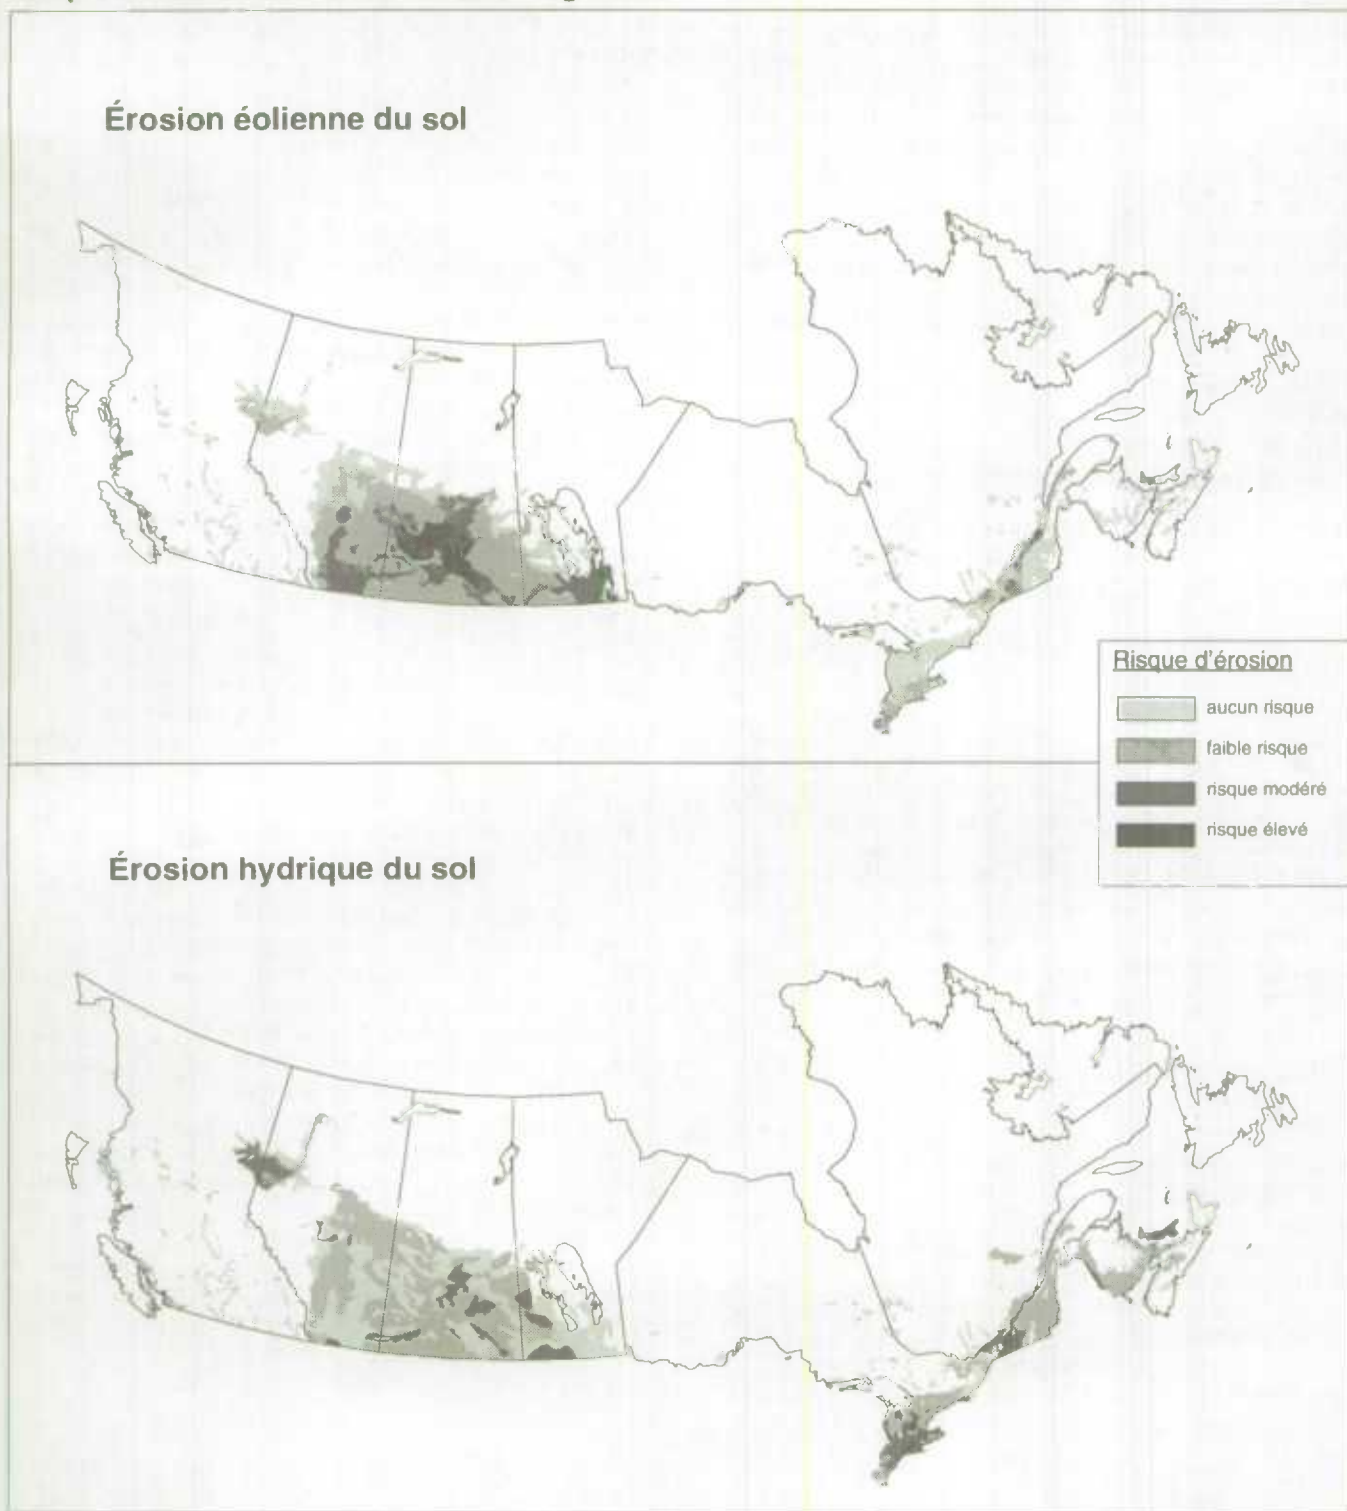 Érosion éolienne du sol
Risque d'érosion
aucun risque
faible risque
risque modéré
risque élevé
Érosion hydrique du sol